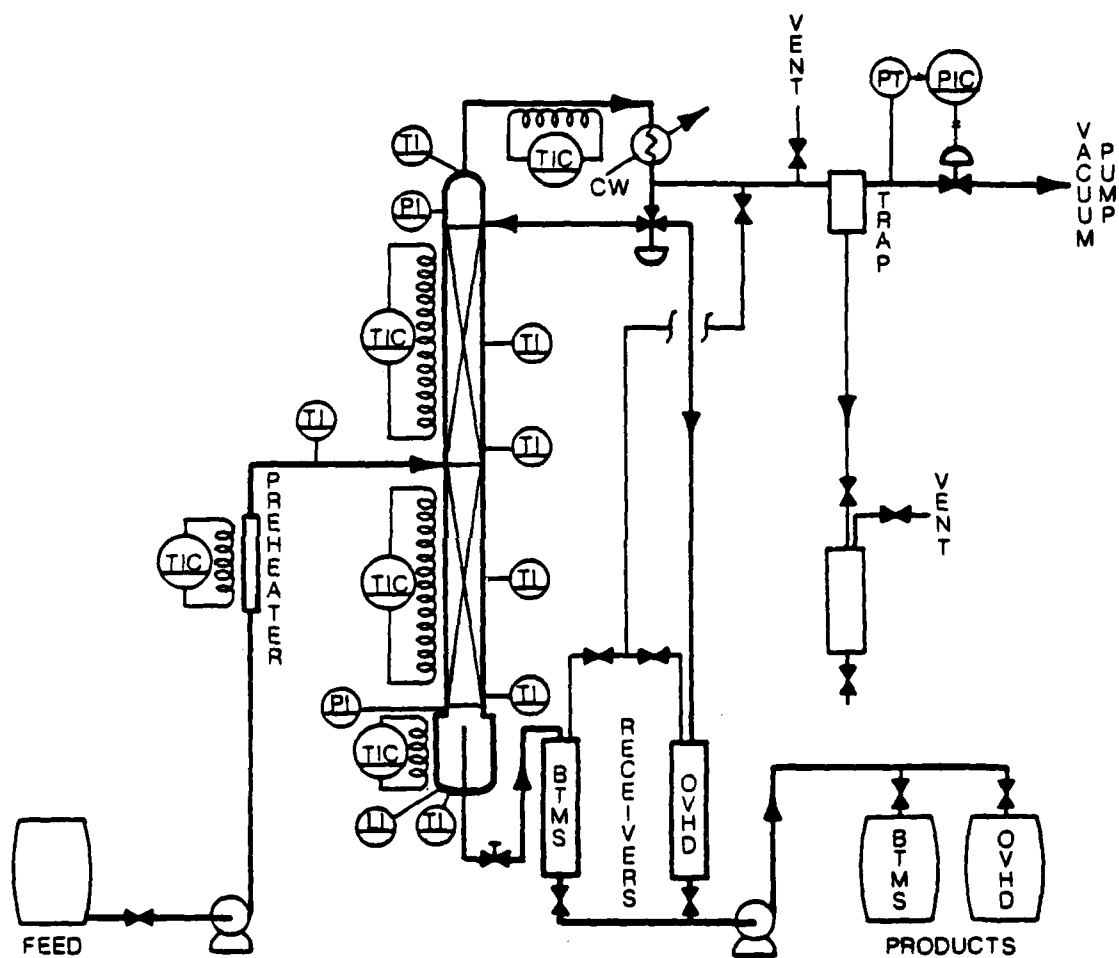 VENT
PT
PIC
VACUUM PUMP
TI
TIC
CW
TRAP
PI
TIC
TI
TI
TI
PREHEATER
TIC
TIC
TI
VENT
TI
PI
TIC
LI
TI
BTMS
RECEIVERS
OVHD
BTMS
OVHD
FEED
PRODUCTS